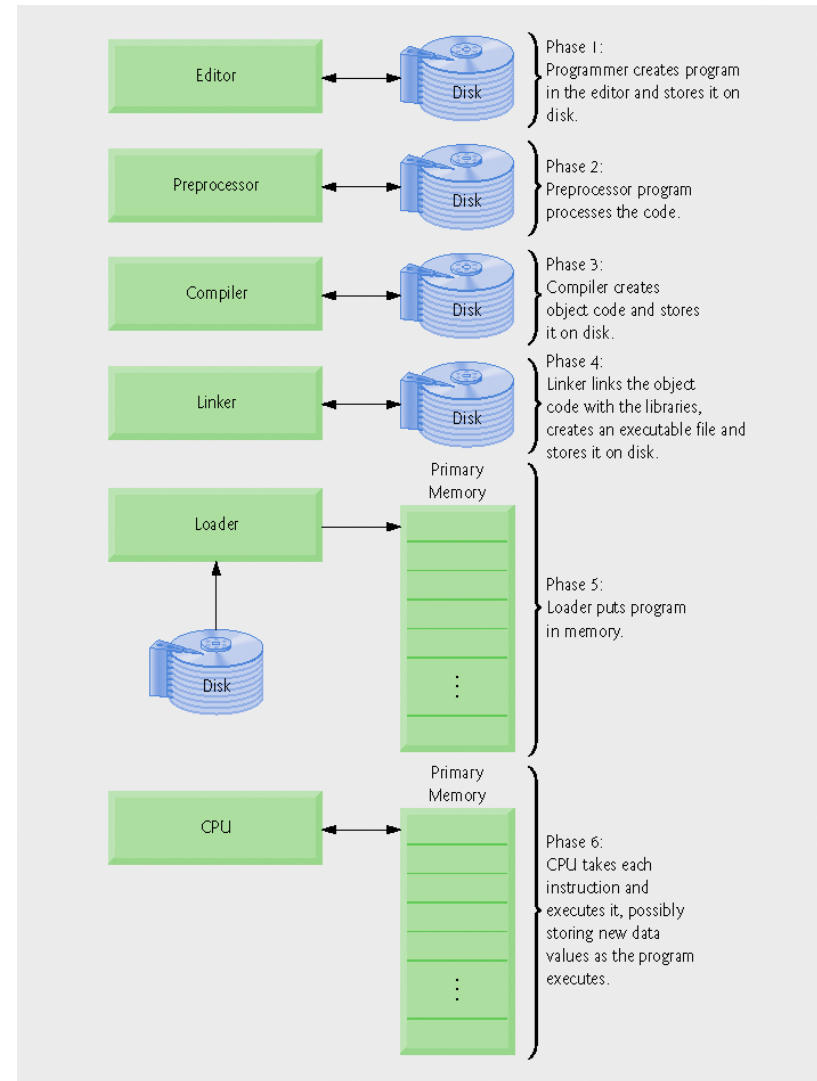 Editor
Disk
Phase 1:
Programmer creates program
in the editor and stores it on
disk.
Preprocessor
Disk
Phase 2:
Preprocessor program
processes the code.
Compiler
Disk
Phase 3:
Compiler creates
object code and stores
it on disk.
Linker
Disk
Phase 4:
Linker links the object
code with the libraries,
creates an executable file and
stores it on disk.
Primary
Memory
Loader
Disk
⋮
Phase 5:
Loader puts program
in memory.
Primary
Memory
CPU
⋮
Phase 6:
CPU takes each
instruction and
executes it, possibly
storing new data
values as the program
executes.